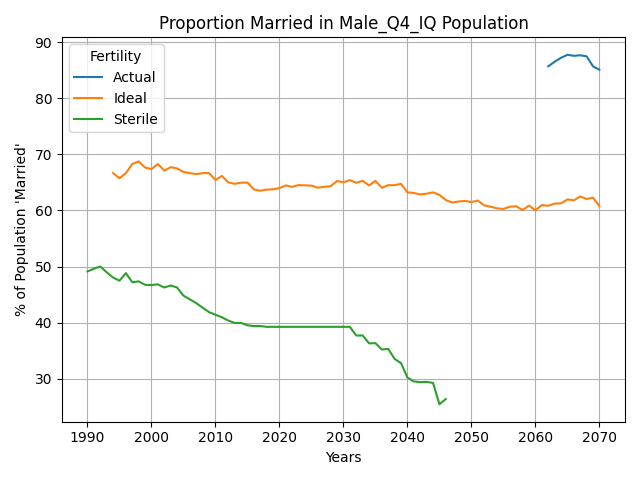 Proportion Married in Male_Q4_IQ Population
% of Population 'Married'
90
80
70
60
50
40
30
Fertility
Actual
Ideal
Sterile
1990 2000 2010 2020 2030 2040 2050 2060 2070
Years